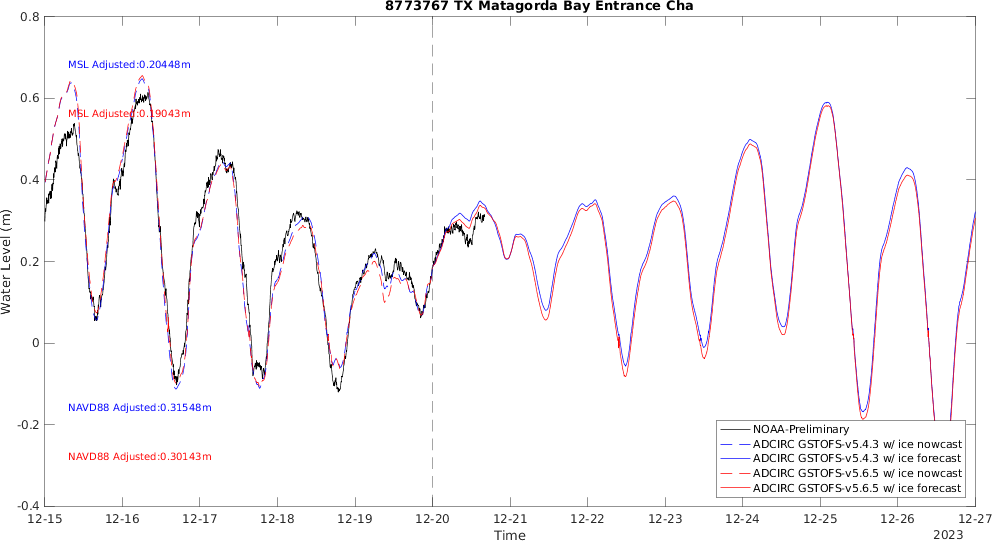 8773767 TX Matagorda Bay Entrance Cha
0.8
MSL Adjusted:0.20448m
0.6
MSL Adjusted:0.19043m
0.4
0.2
0
-0.2
-0.4
Water Level (m)
NAVD88 Adjusted:0.31548m
NAVD88 Adjusted:0.30143m
NOAA-Preliminary
ADCIRC GSTOFS-v5.4.3 w/ ice nowcast
ADCIRC GSTOFS-v5.4.3 w/ ice forecast
ADCIRC GSTOFS-v5.6.5 w/ ice nowcast
ADCIRC GSTOFS-v5.6.5 w/ ice forecast
12-15 12-16 12-17 12-18 12-19 12-20 12-21 12-22 12-23 12-24 12-25 12-26 12-27
Time
2023